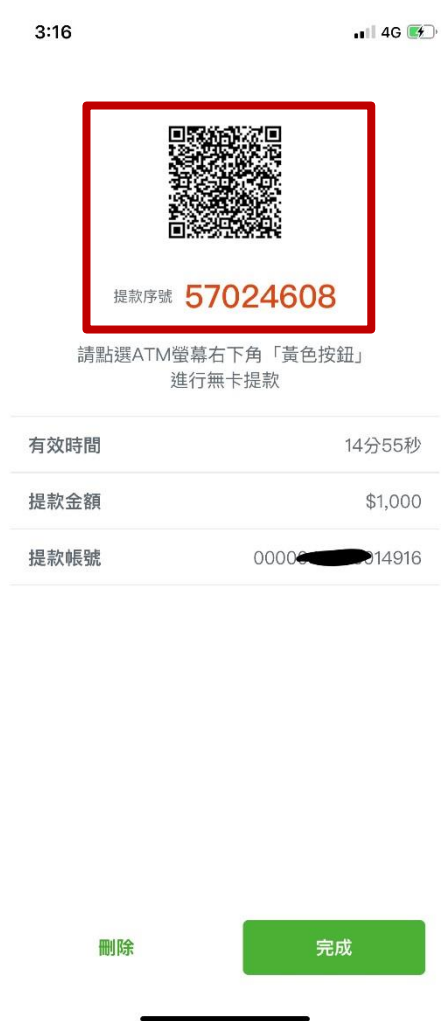 3:16
4G
提款序號 57024608
請點選ATM螢幕右下角「黃色按鈕」
進行無卡提款
有效時間 14分55秒
提款金額 $1,000
提款帳號 0000 14916
刪除 完成